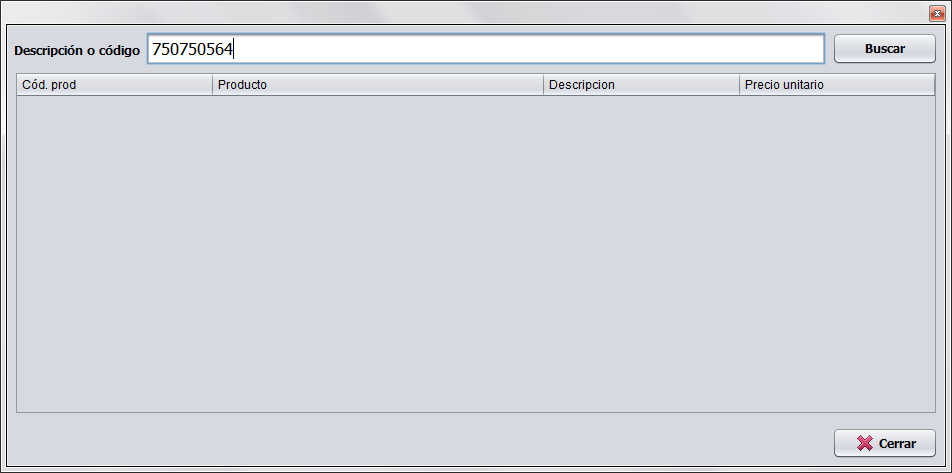 Descripción o código 750750564 Buscar
Cód. prod Producto Descripcion Precio unitario
Cerrar